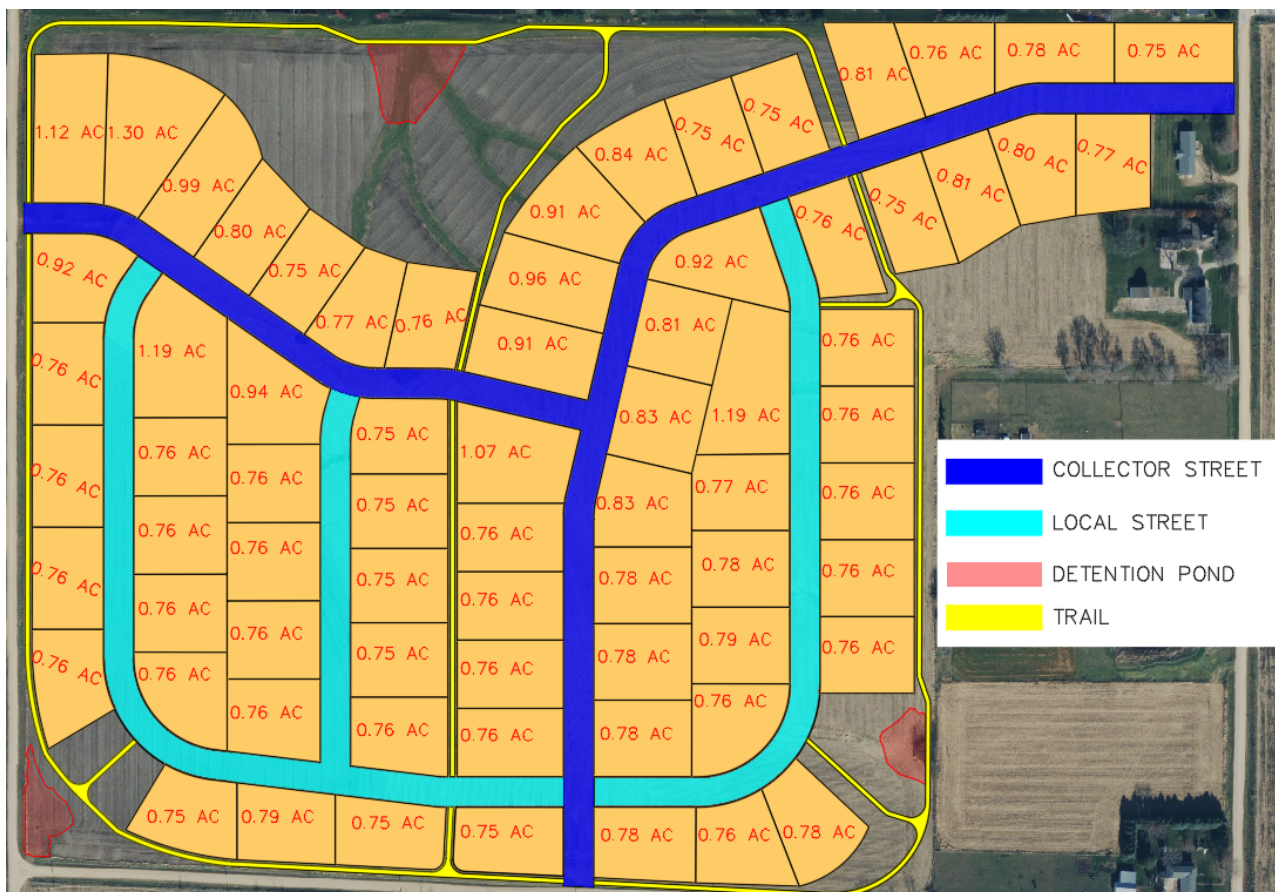 0.81 AC
0.76 AC
0.78 AC
0.75 AC
1.12 AC
1.30 AC
0.99 AC
0.80 AC
0.75 AC
0.77 AC
0.76 AC
0.84 AC
0.75 AC
0.75 AC
0.91 AC
0.96 AC
0.91 AC
0.92 AC
0.76 AC
0.75 AC
0.81 AC
0.80 AC
0.77 AC
0.92 AC
0.76 AC
0.76 AC
0.76 AC
0.76 AC
1.19 AC
0.76 AC
0.76 AC
0.76 AC
0.76 AC
0.94 AC
0.76 AC
0.76 AC
0.76 AC
0.76 AC
0.75 AC
0.75 AC
0.75 AC
0.75 AC
0.76 AC
1.07 AC
0.76 AC
0.76 AC
0.76 AC
0.76 AC
0.81 AC
0.83 AC
0.83 AC
0.78 AC
0.78 AC
0.78 AC
1.19 AC
0.77 AC
0.78 AC
0.79 AC
0.76 AC
0.76 AC
0.76 AC
0.76 AC
0.76 AC
0.76 AC
0.75 AC
0.79 AC
0.75 AC
0.75 AC
0.78 AC
0.76 AC
0.78 AC
COLLECTOR STREET
LOCAL STREET
DETENTION POND
TRAIL